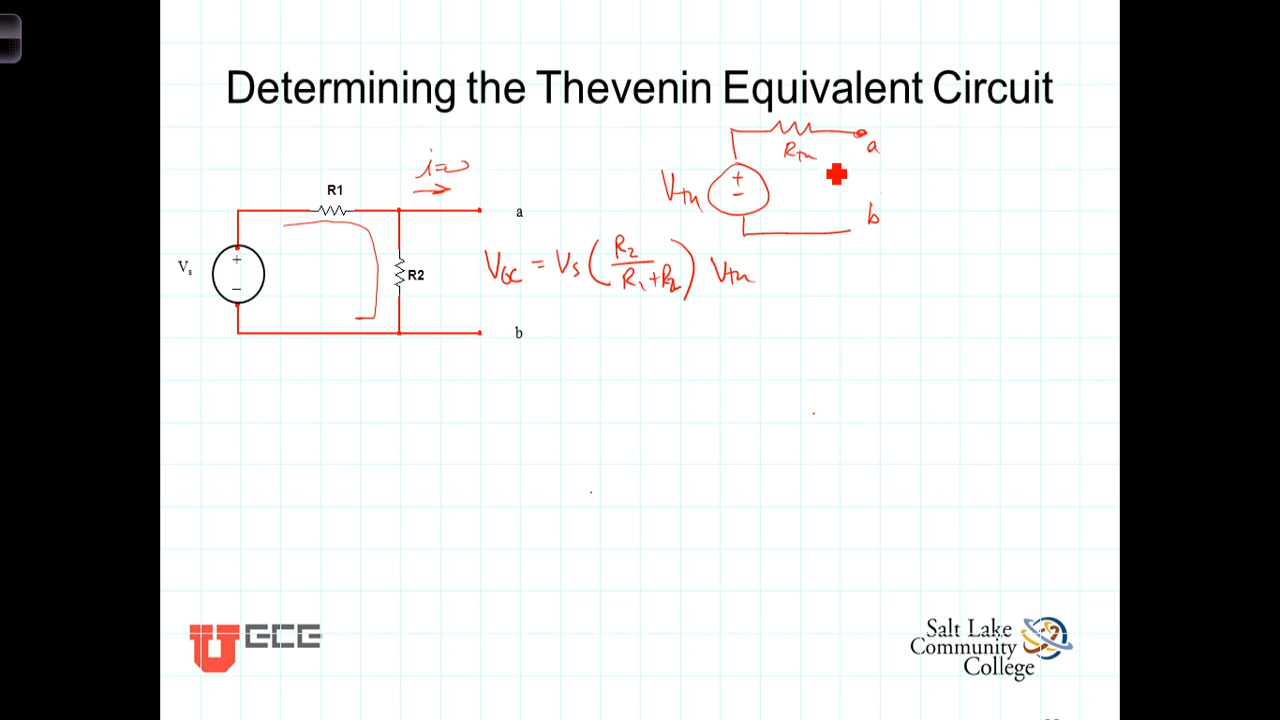 Determining the Thevenin Equivalent Circuit
i=0
R1
a
R2
Vs
+
−
b
RTH
a
VTH
+
−
b
VOC = VS (R2 / R1+R2) VTH
U ECE
Salt Lake
Community
College